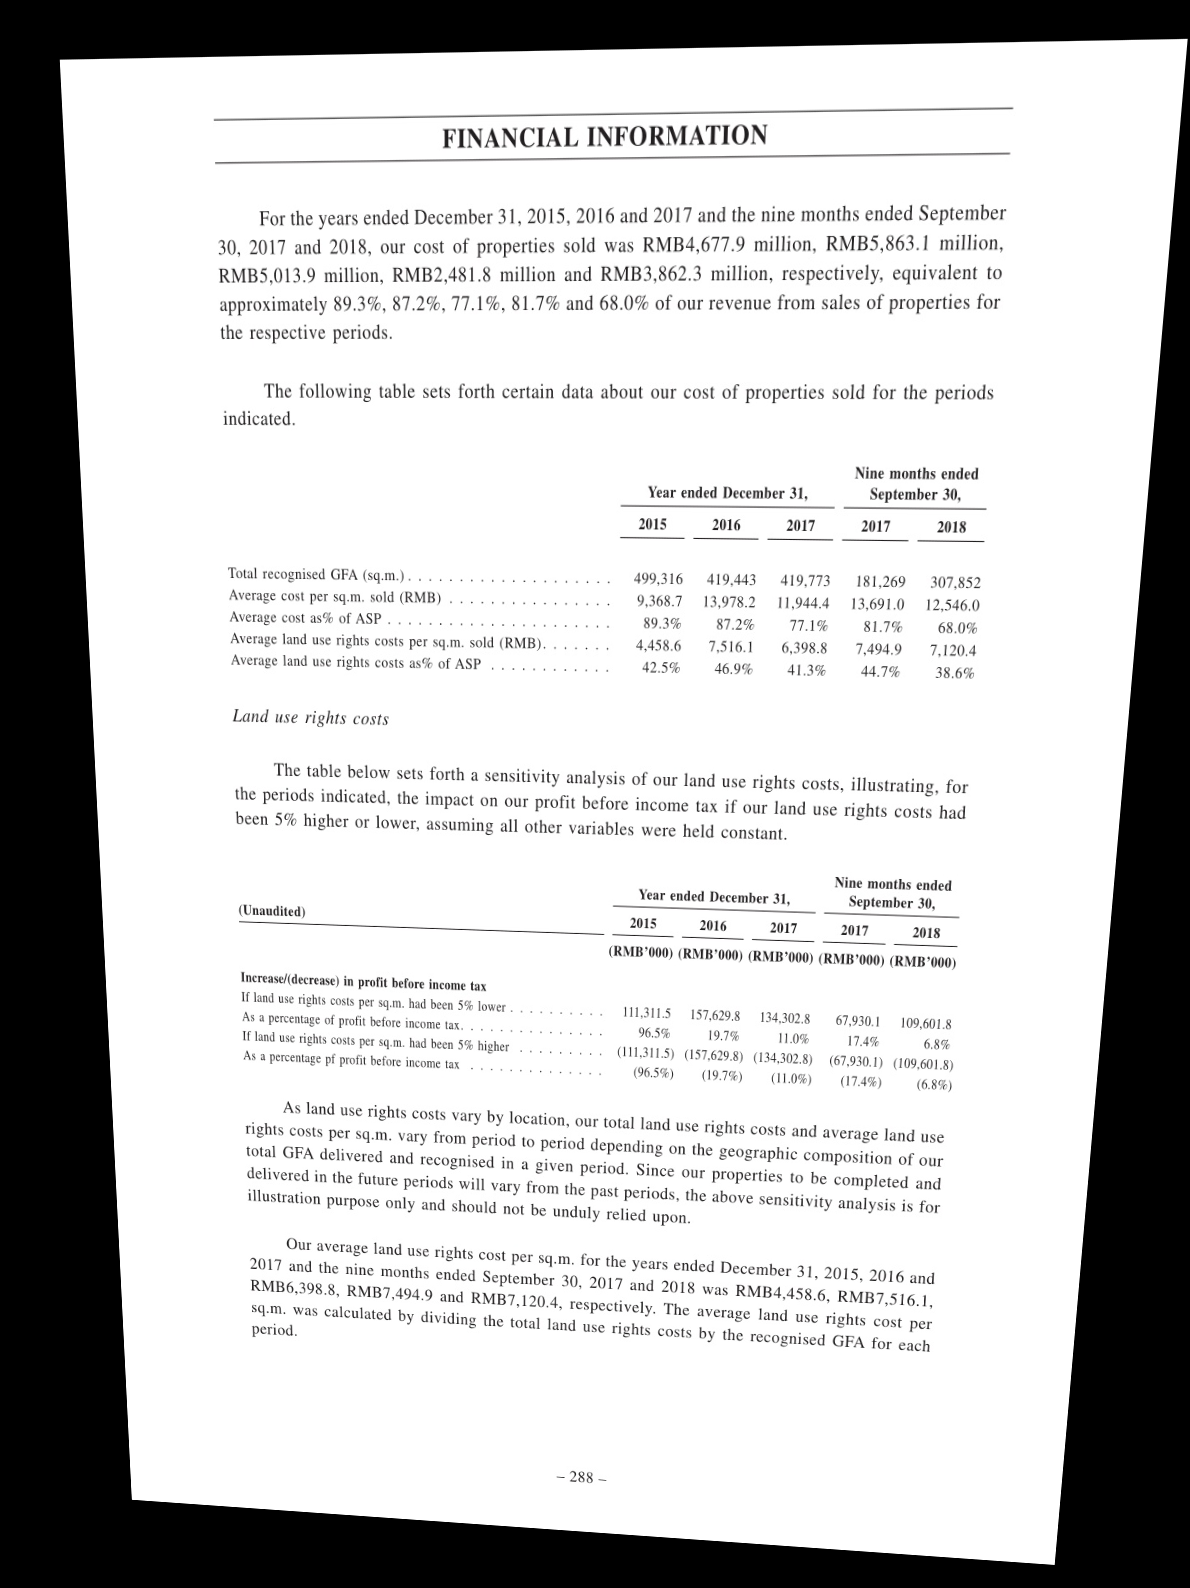 FINANCIAL INFORMATION
For the years ended December 31, 2015, 2016 and 2017 and the nine months ended September
30, 2017 and 2018, our cost of properties sold was RMB4,677.9 million, RMB5,863.1 million,
RMB5,013.9 million, RMB2,481.8 million and RMB3,862.3 million, respectively, equivalent to
approximately 89.3%, 87.2%, 77.1%, 81.7% and 68.0% of our revenue from sales of properties for
the respective periods.
The following table sets forth certain data about our cost of properties sold for the periods
indicated.
Nine months ended
Year ended December 31, September 30,
2015 2016 2017 2017 2018
Total recognised GFA (sq.m.). . . . . . . . . . . . . . . . . . . . 499,316 419,443 419,773 181,269 307,852
Average cost per sq.m. sold (RMB) . . . . . . . . . . . . . . . . 9,368.7 13,978.2 11,944.4 13,691.0 12,546.0
Average cost as% of ASP . . . . . . . . . . . . . . . . . . . . . . 89.3% 87.2% 77.1% 81.7% 68.0%
Average land use rights costs per sq.m. sold (RMB). . . . . . . 4,458.6 7,516.1 6,398.8 7,494.9 7,120.4
Average land use rights costs as% of ASP . . . . . . . . . . . . 42.5% 46.9% 41.3% 44.7% 38.6%
Land use rights costs
The table below sets forth a sensitivity analysis of our land use rights costs, illustrating, for
the periods indicated, the impact on our profit before income tax if our land use rights costs had
been 5% higher or lower, assuming all other variables were held constant.
Nine months ended
(Unaudited) Year ended December 31, September 30,
2015 2016 2017 2017 2018
(RMB'000) (RMB'000) (RMB'000) (RMB'000) (RMB'000)
Increase/(decrease) in profit before income tax
If land use rights costs per sq.m. had been 5% lower . . . . . . . . . . 111,311.5 157,629.8 134,302.8 67,930.1 109,601.8
As a percentage of profit before income tax. . . . . . . . . . . . . . . 96.5% 19.7% 11.0% 17.4% 6.8%
If land use rights costs per sq.m. had been 5% higher . . . . . . . . . (111,311.5) (157,629.8) (134,302.8) (67,930.1) (109,601.8)
As a percentage pf profit before income tax . . . . . . . . . . . . . . (96.5%) (19.7%) (11.0%) (17.4%) (6.8%)
As land use rights costs vary by location, our total land use rights costs and average land use
rights costs per sq.m. vary from period to period depending on the geographic composition of our
total GFA delivered and recognised in a given period. Since our properties to be completed and
delivered in the future periods will vary from the past periods, the above sensitivity analysis is for
illustration purpose only and should not be unduly relied upon.
Our average land use rights cost per sq.m. for the years ended December 31, 2015, 2016 and
2017 and the nine months ended September 30, 2017 and 2018 was RMB4,458.6, RMB7,516.1,
RMB6,398.8, RMB7,494.9 and RMB7,120.4, respectively. The average land use rights cost per
sq.m. was calculated by dividing the total land use rights costs by the recognised GFA for each
period.
– 288 –